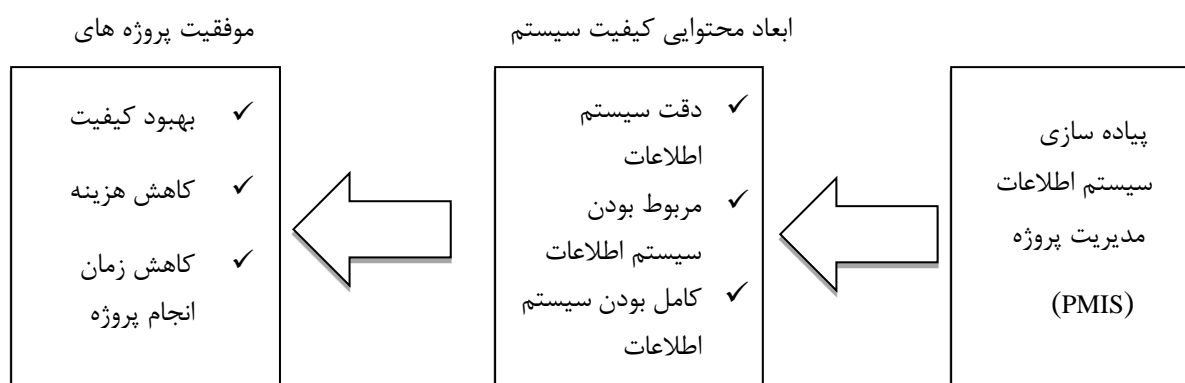 ابعاد محتوایی کیفیت سیستم
موفقیت پروژه های
پیاده سازی
سیستم اطلاعات
مدیریت پروژه
(PMIS)
✓ دقت سیستم
اطلاعات
✓ مربوط بودن
سیستم اطلاعات
✓ کامل بودن سیستم
اطلاعات
✓ بهبود کیفیت
✓ کاهش هزینه
✓ کاهش زمان
انجام پروژه